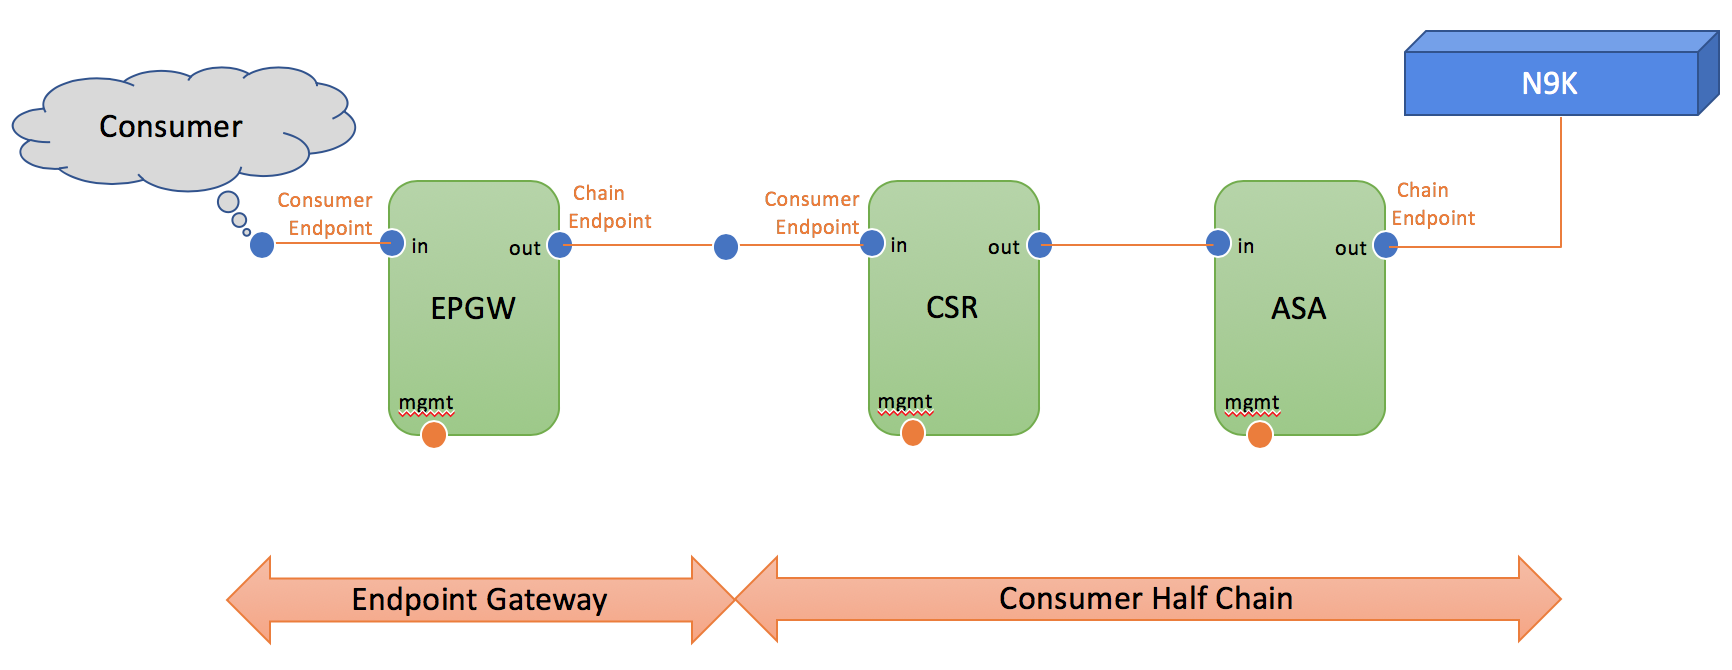 N9K
Consumer
Consumer
Endpoint
Chain
Endpoint
Consumer
Endpoint
Chain
Endpoint
in
out
in
out
in
out
EPGW
CSR
ASA
mgmt
mgmt
mgmt
Endpoint Gateway
Consumer Half Chain